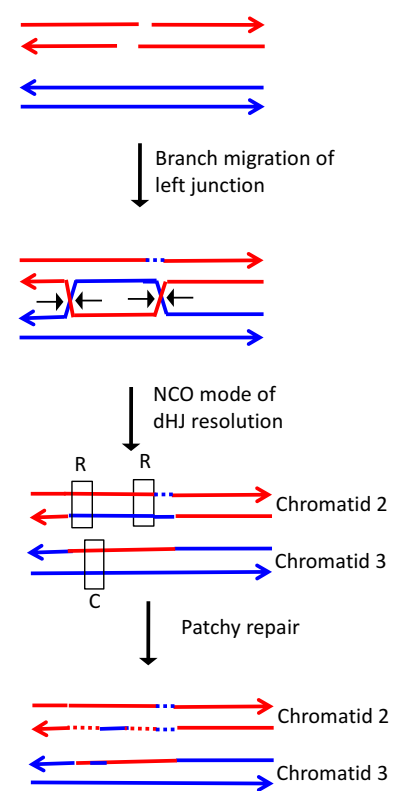 Branch migration of
left junction
NCO mode of
dHJ resolution
R R
Chromatid 2
Chromatid 3
C
Patchy repair
Chromatid 2
Chromatid 3